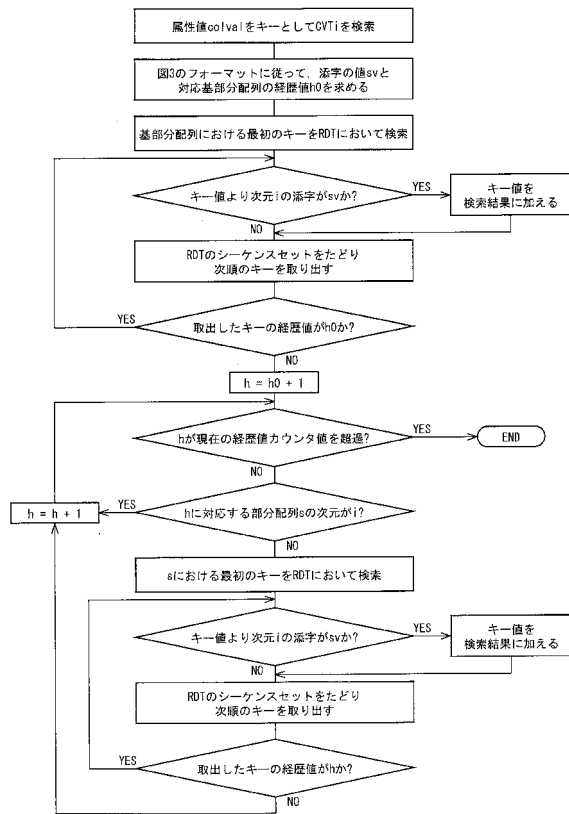 属性値colvalをキーとしてCVTiを検索
図3のフォーマットに従って，添字の値svと
対応基部分配列の経歴値h0を求める
基部分配列における最初のキーをRDTにおいて検索
キー値より次元iの添字がsvか?
YES
キー値を
検索結果に加える
NO
RDTのシーケンスセットをたどり
次順のキーを取り出す
YES
取出したキーの経歴値がh0か?
NO
h = h0 + 1
hが現在の経歴値カウンタ値を超過?
YES
END
NO
h = h + 1
YES
hに対応する部分配列sの次元がi?
NO
sにおける最初のキーをRDTにおいて検索
キー値より次元iの添字がsvか?
YES
キー値を
検索結果に加える
NO
RDTのシーケンスセットをたどり
次順のキーを取り出す
YES
取出したキーの経歴値がhか?
NO